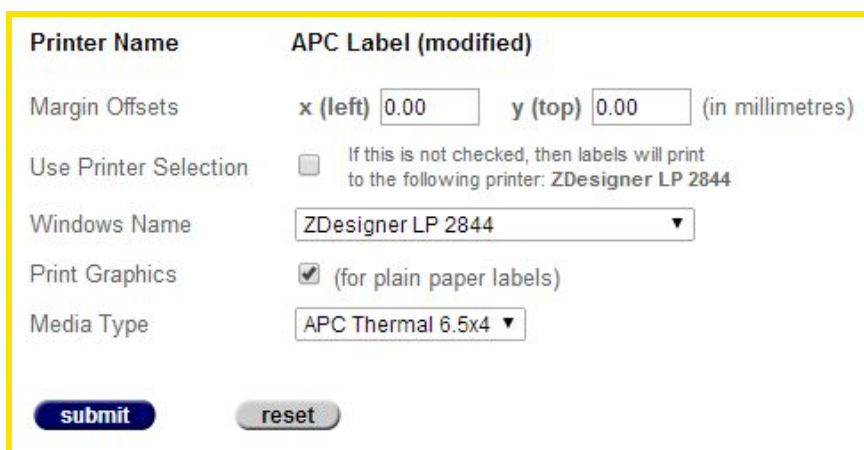 Printer Name APC Label (modified)
Margin Offsets x (left) 0.00 y (top) 0.00 (in millimetres)
Use Printer Selection If this is not checked, then labels will print
to the following printer: ZDesigner LP 2844
Windows Name ZDesigner LP 2844
Print Graphics (for plain paper labels)
Media Type APC Thermal 6.5x4
submit reset